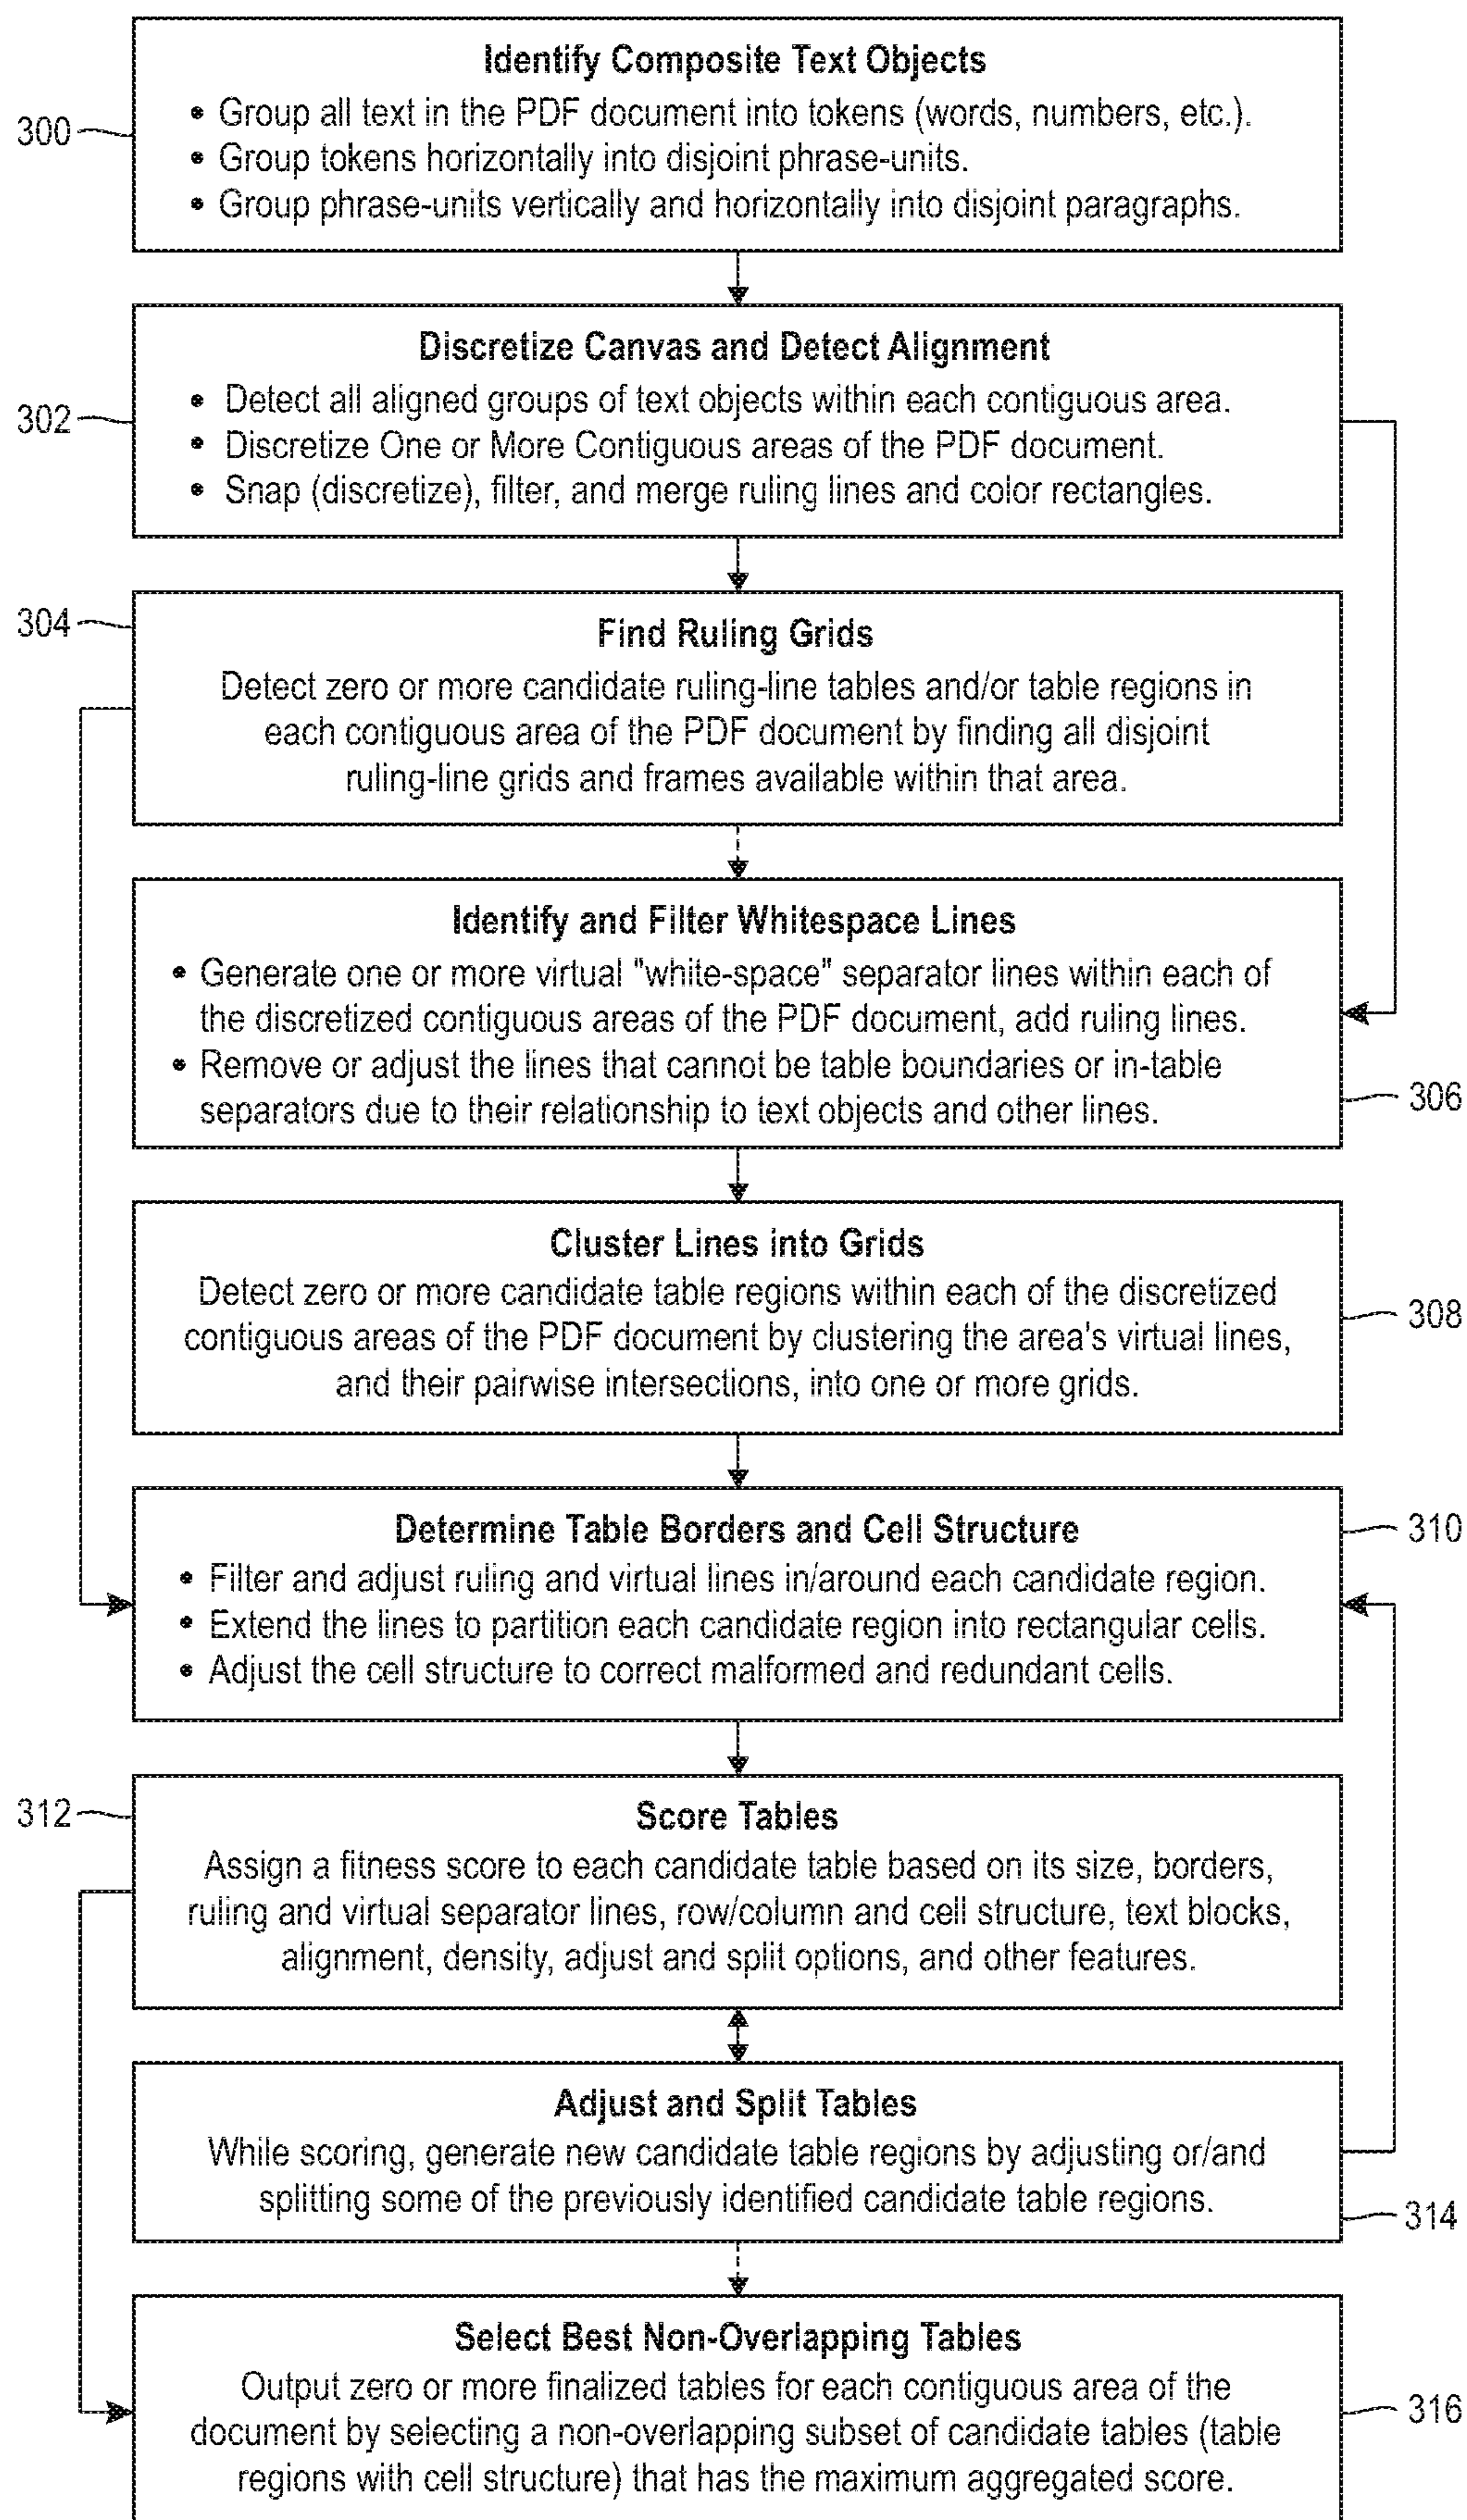 Identify Composite Text Objects
300
• Group all text in the PDF document into tokens (words, numbers, etc.).
• Group tokens horizontally into disjoint phrase-units.
• Group phrase-units vertically and horizontally into disjoint paragraphs.
Discretize Canvas and Detect Alignment
302
• Detect all aligned groups of text objects within each contiguous area.
• Discretize One or More Contiguous areas of the PDF document.
• Snap (discretize), filter, and merge ruling lines and color rectangles.
304
Find Ruling Grids
Detect zero or more candidate ruling-line tables and/or table regions in
each contiguous area of the PDF document by finding all disjoint
ruling-line grids and frames available within that area.
Identify and Filter Whitespace Lines
• Generate one or more virtual "white-space" separator lines within each of
the discretized contiguous areas of the PDF document, add ruling lines.
• Remove or adjust the lines that cannot be table boundaries or in-table
separators due to their relationship to text objects and other lines.
306
Cluster Lines into Grids
Detect zero or more candidate table regions within each of the discretized
contiguous areas of the PDF document by clustering the area's virtual lines,
and their pairwise intersections, into one or more grids.
308
Determine Table Borders and Cell Structure
310
• Filter and adjust ruling and virtual lines in/around each candidate region.
• Extend the lines to partition each candidate region into rectangular cells.
• Adjust the cell structure to correct malformed and redundant cells.
312
Score Tables
Assign a fitness score to each candidate table based on its size, borders,
ruling and virtual separator lines, row/column and cell structure, text blocks,
alignment, density, adjust and split options, and other features.
Adjust and Split Tables
While scoring, generate new candidate table regions by adjusting or/and
splitting some of the previously identified candidate table regions.
314
Select Best Non-Overlapping Tables
Output zero or more finalized tables for each contiguous area of the
document by selecting a non-overlapping subset of candidate tables (table
regions with cell structure) that has the maximum aggregated score.
316